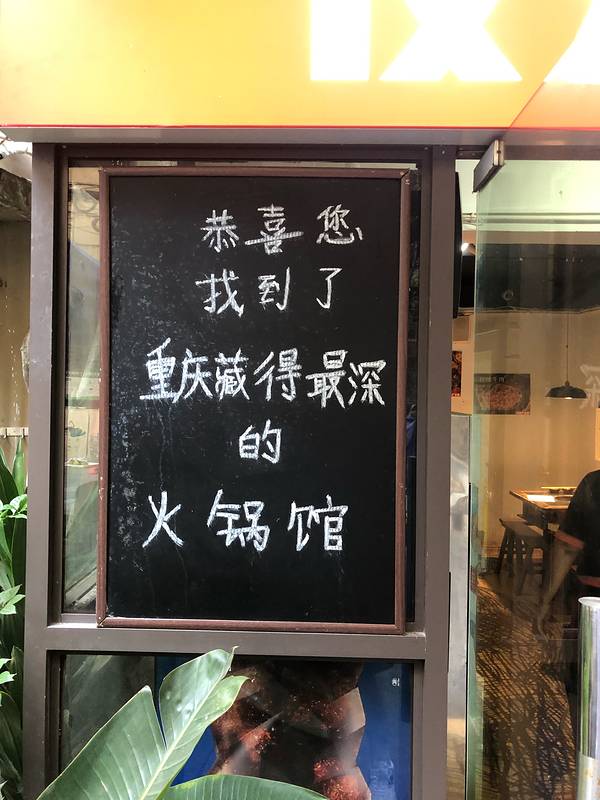 恭喜您
找到了
重庆藏得最深
的
火锅馆